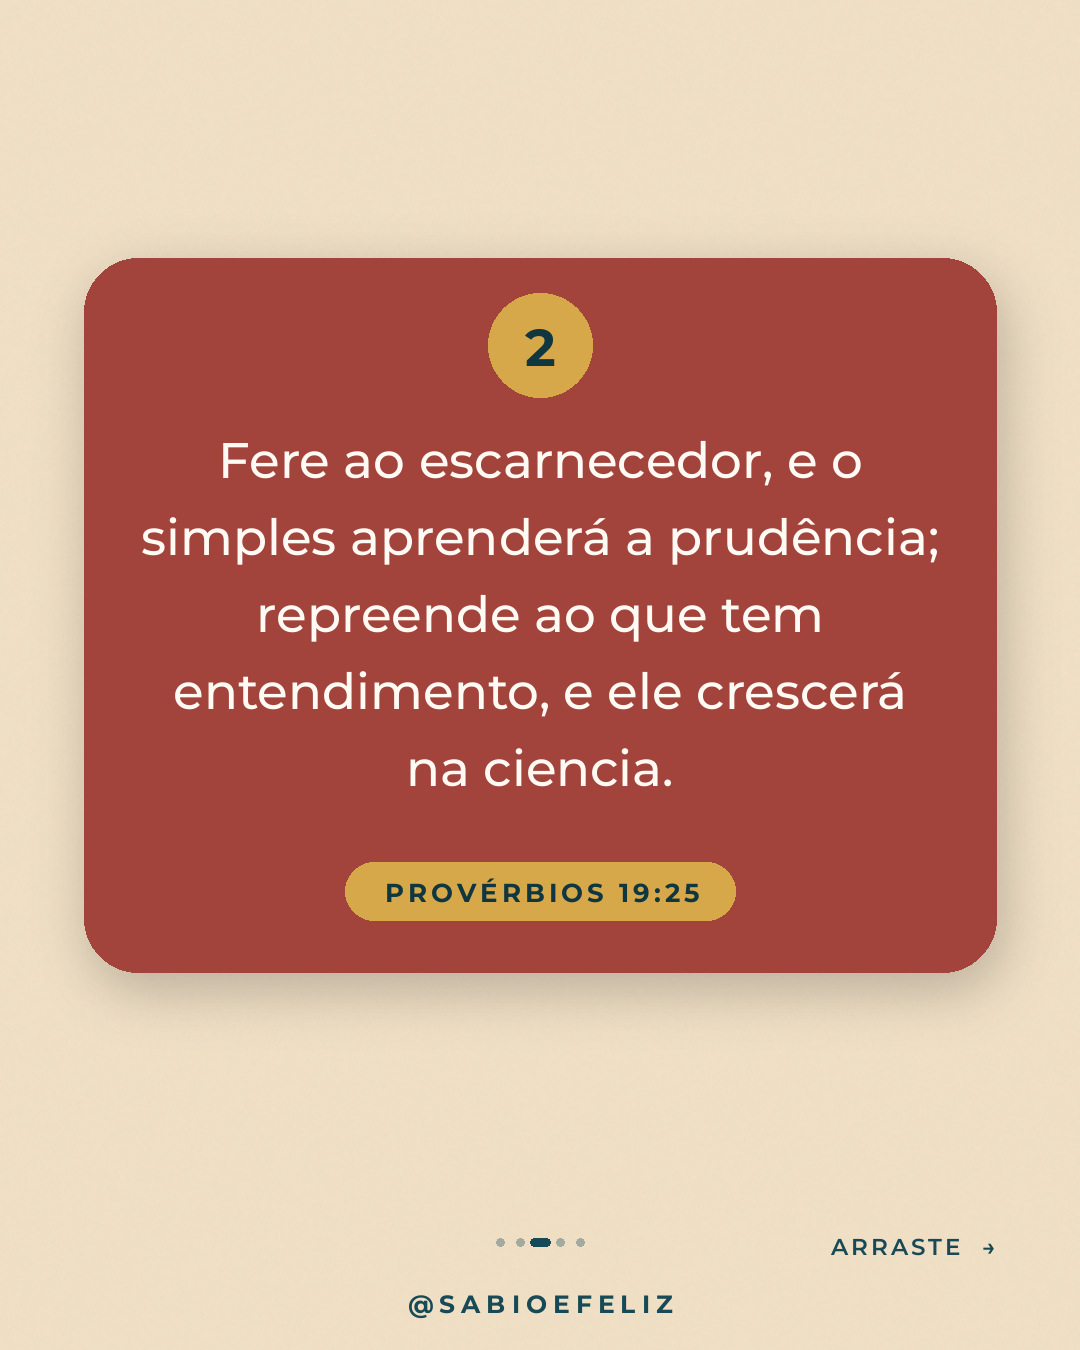 2
Fere ao escarnecedor, e o
simples aprenderá a prudência;
repreende ao que tem
entendimento, e ele crescerá
na ciencia.
PROVÉRBIOS 19:25
ARRASTE →
@SABIOEFELIZ